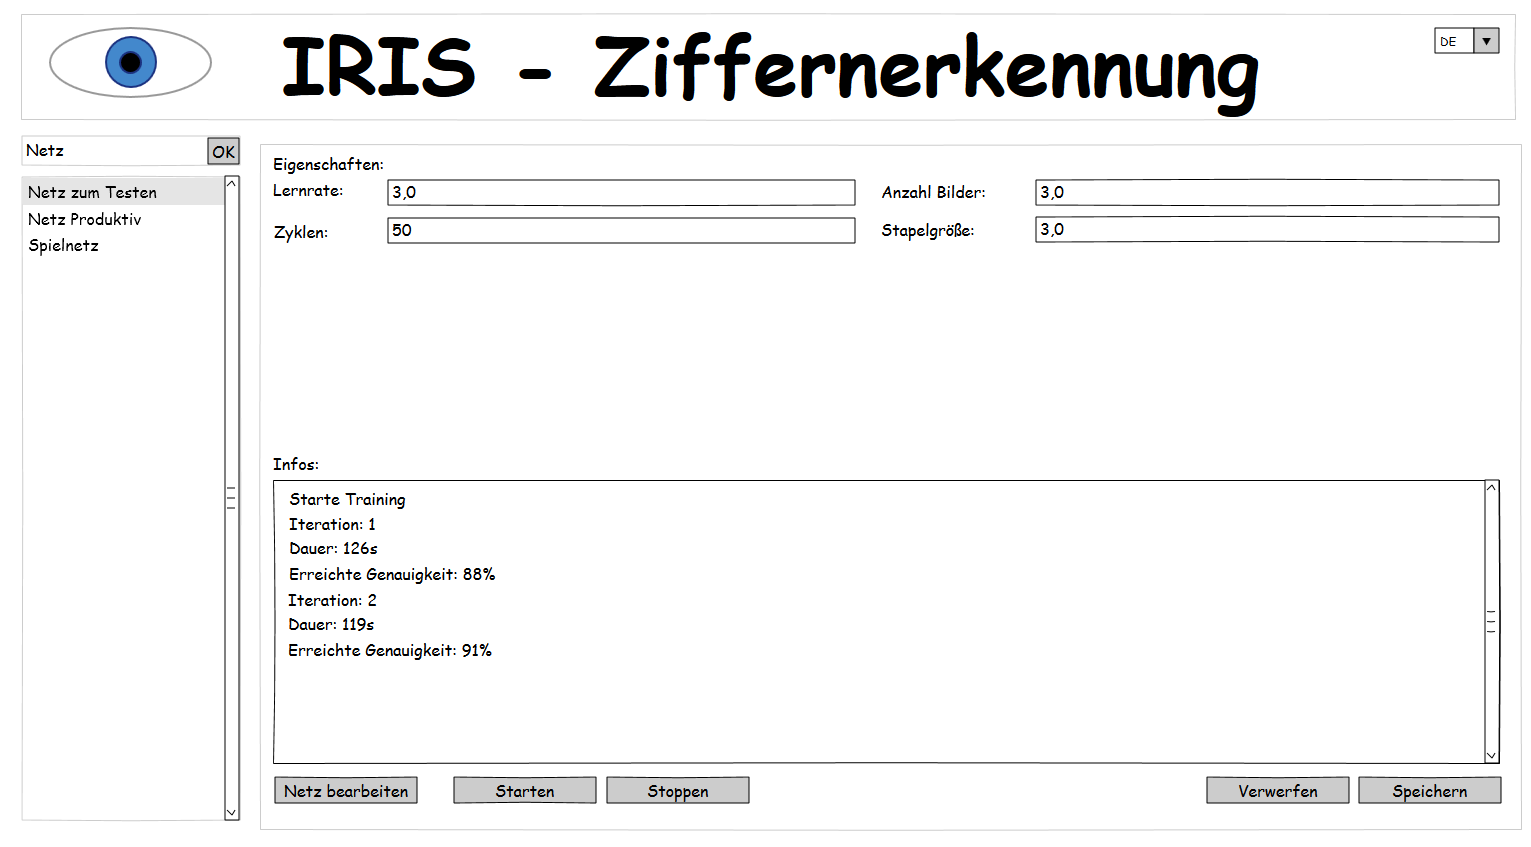 IRIS - Ziffernerkennung
DE
Netz
OK
Netz zum Testen
Netz Produktiv
Spielnetz
Eigenschaften:
Lernrate: 3,0
Anzahl Bilder: 3,0
Zyklen: 50
Stapelgröße: 3,0
Infos:
Starte Training
Iteration: 1
Dauer: 126s
Erreichte Genauigkeit: 88%
Iteration: 2
Dauer: 119s
Erreichte Genauigkeit: 91%
Netz bearbeiten
Starten
Stoppen
Verwerfen
Speichern